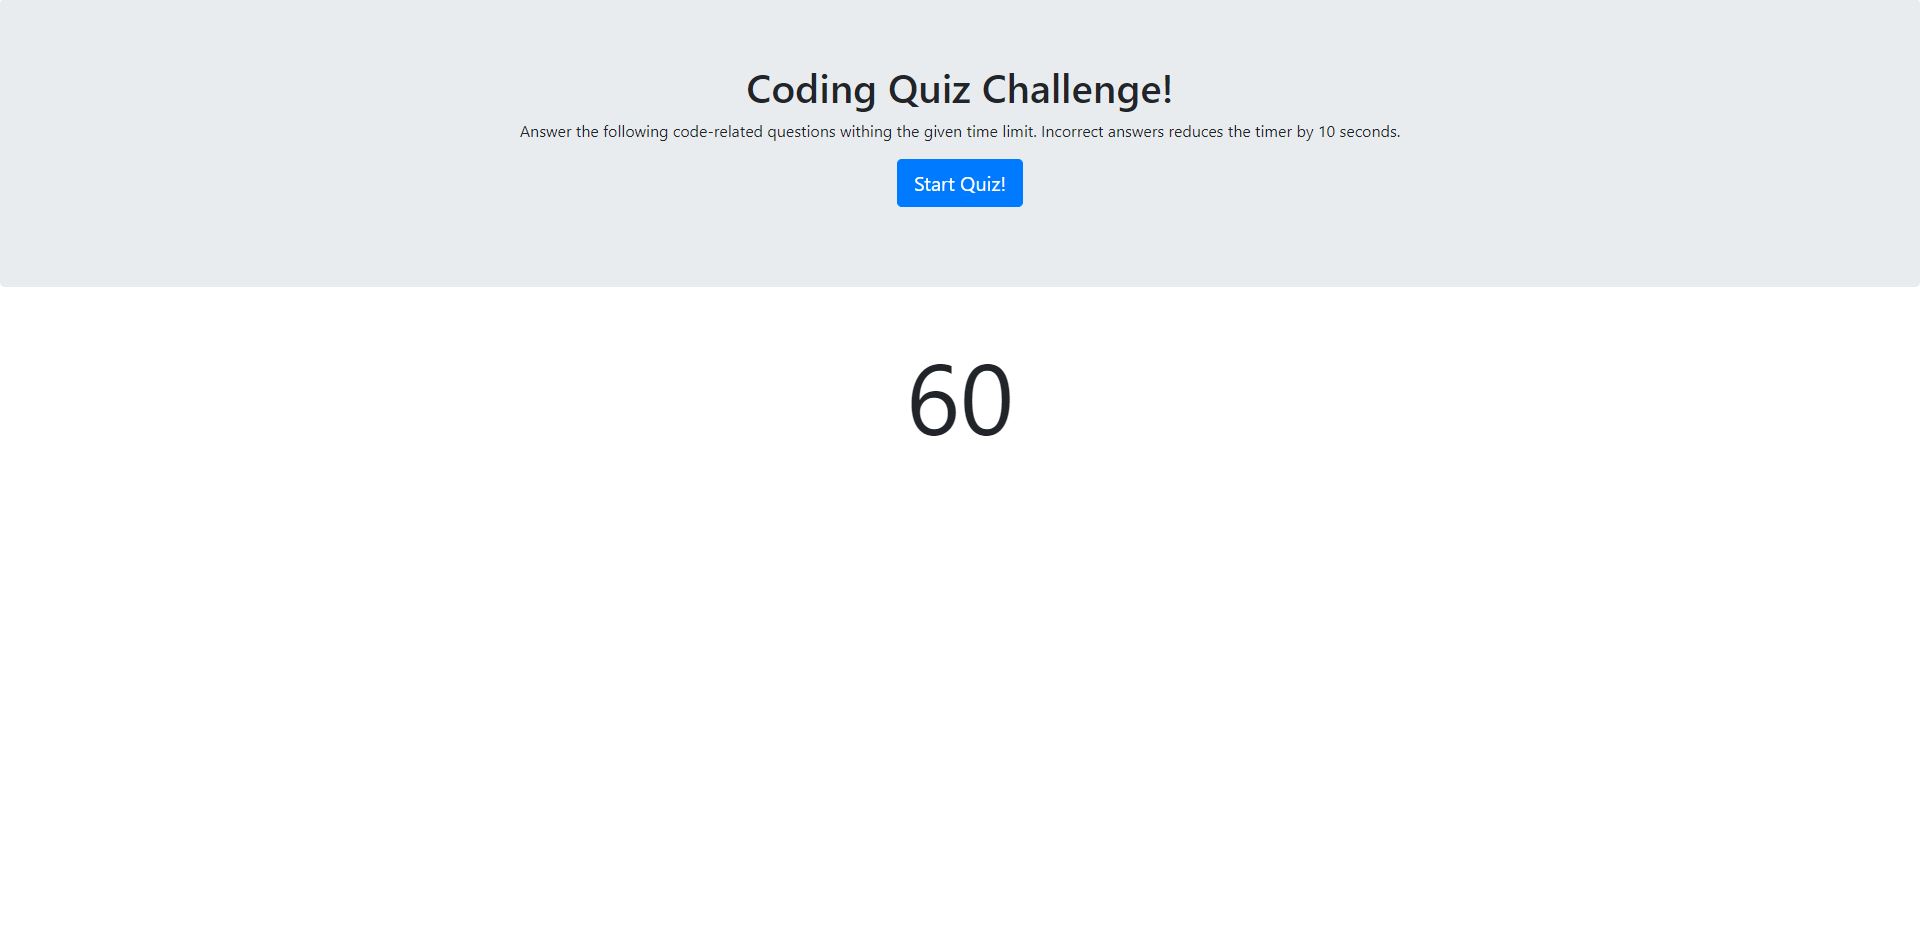 Coding Quiz Challenge!
Answer the following code-related questions withing the given time limit. Incorrect answers reduces the timer by 10 seconds.
Start Quiz!
60